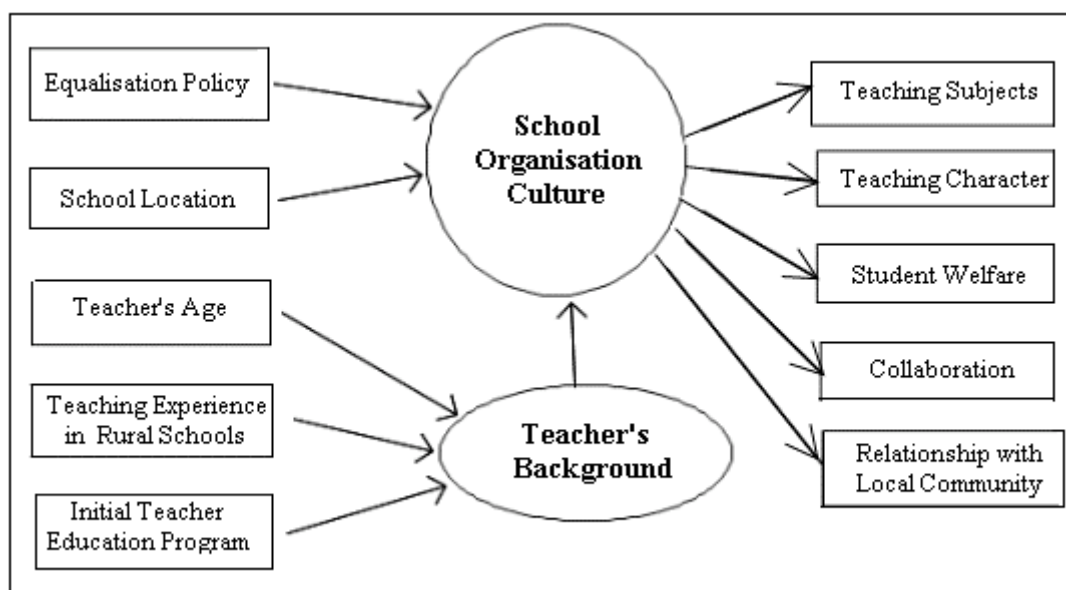 Equalisation Policy
School Location
Teacher's Age
Teaching Experience
in Rural Schools
Initial Teacher
Education Program
School
Organisation
Culture
Teacher's
Background
Teaching Subjects
Teaching Character
Student Welfare
Collaboration
Relationship with
Local Community